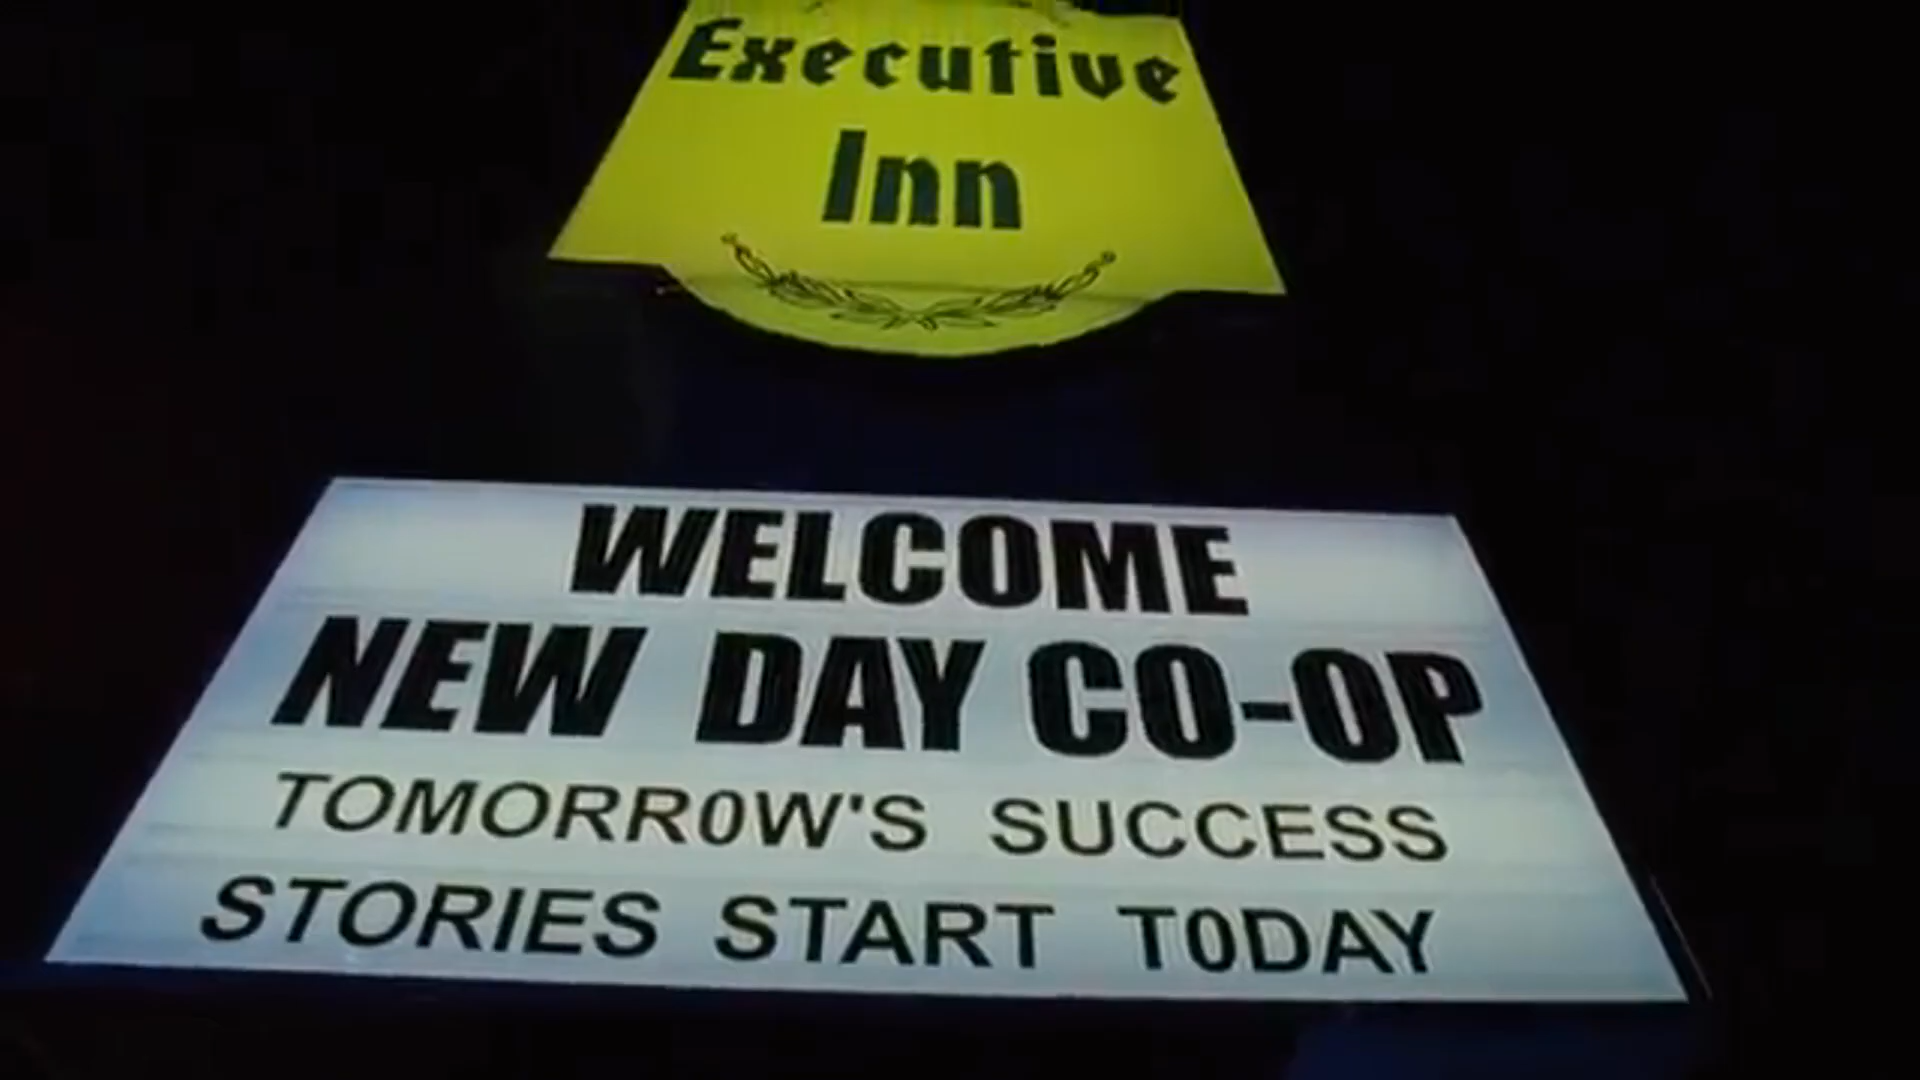 Executive
Inn
WELCOME
NEW DAY CO-OP
TOMORR0W'S SUCCESS
STORIES START T0DAY